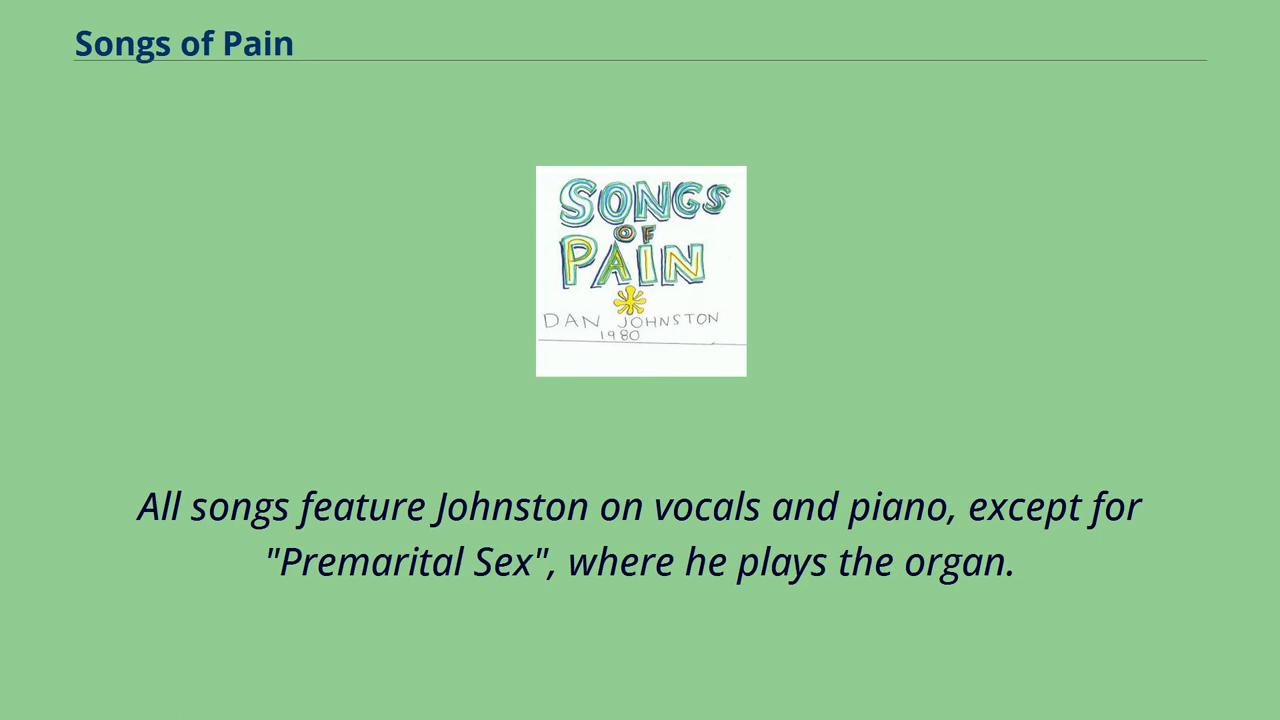 Songs of Pain
SONGS
OF
PAIN
DAN JOHNSTON
1980
All songs feature Johnston on vocals and piano, except for
"Premarital Sex", where he plays the organ.